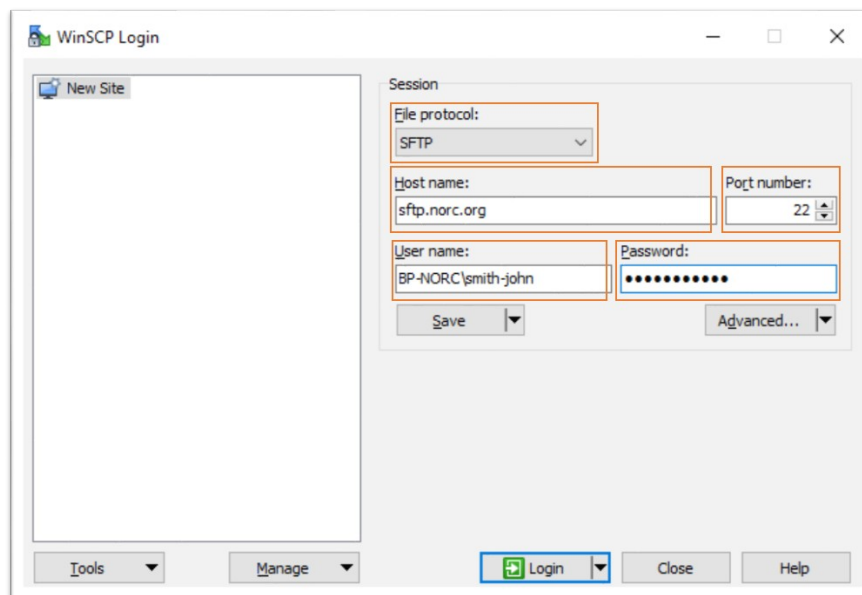 WinSCP Login
New Site
Session
File protocol:
SFTP
Host name:
Port number:
sftp.norc.org
22
User name:
Password:
BP-NORC\smith-john
●●●●●●●●●●●
Save
Advanced...
Tools
Manage
Login
Close
Help